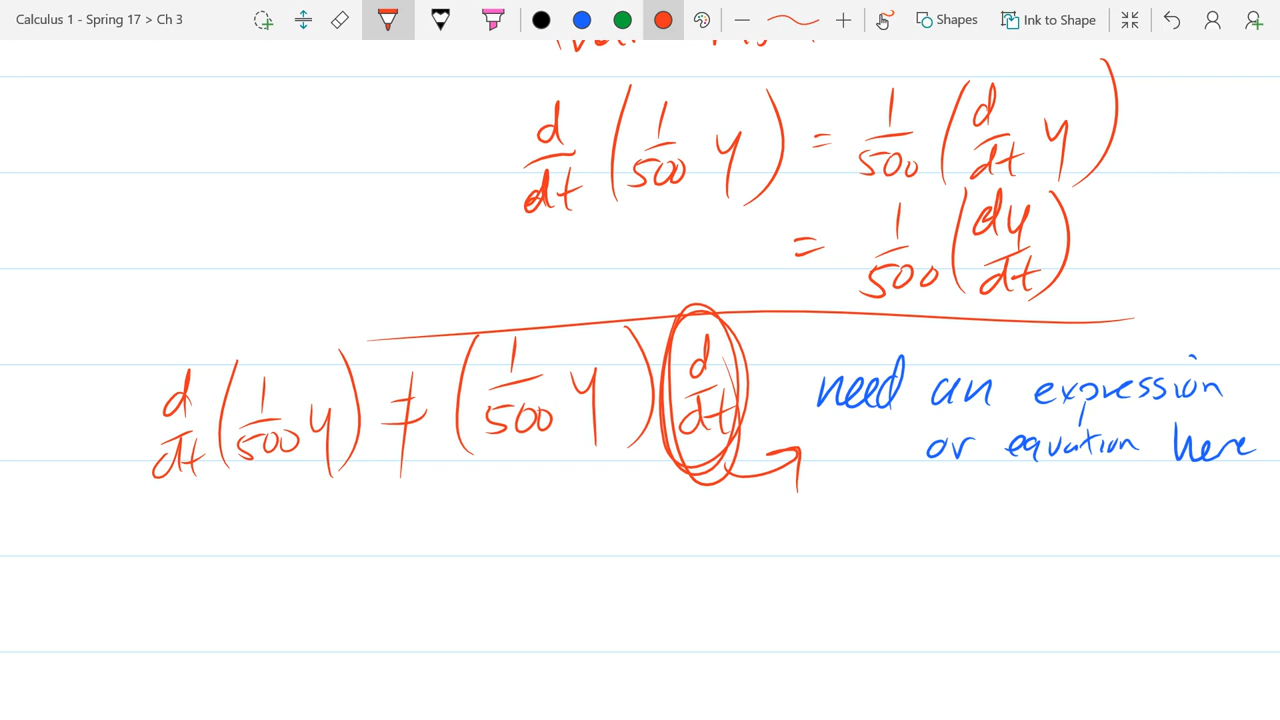 Calculus 1 - Spring 17 > Ch 3
Shapes
Ink to Shape
d/dt (1/500 y) = 1/500 (d/dt y)
= 1/500 (dy/dt)
d/dt (1/500 y) ≠ (1/500 y) d/dt
need an expression
or equation here